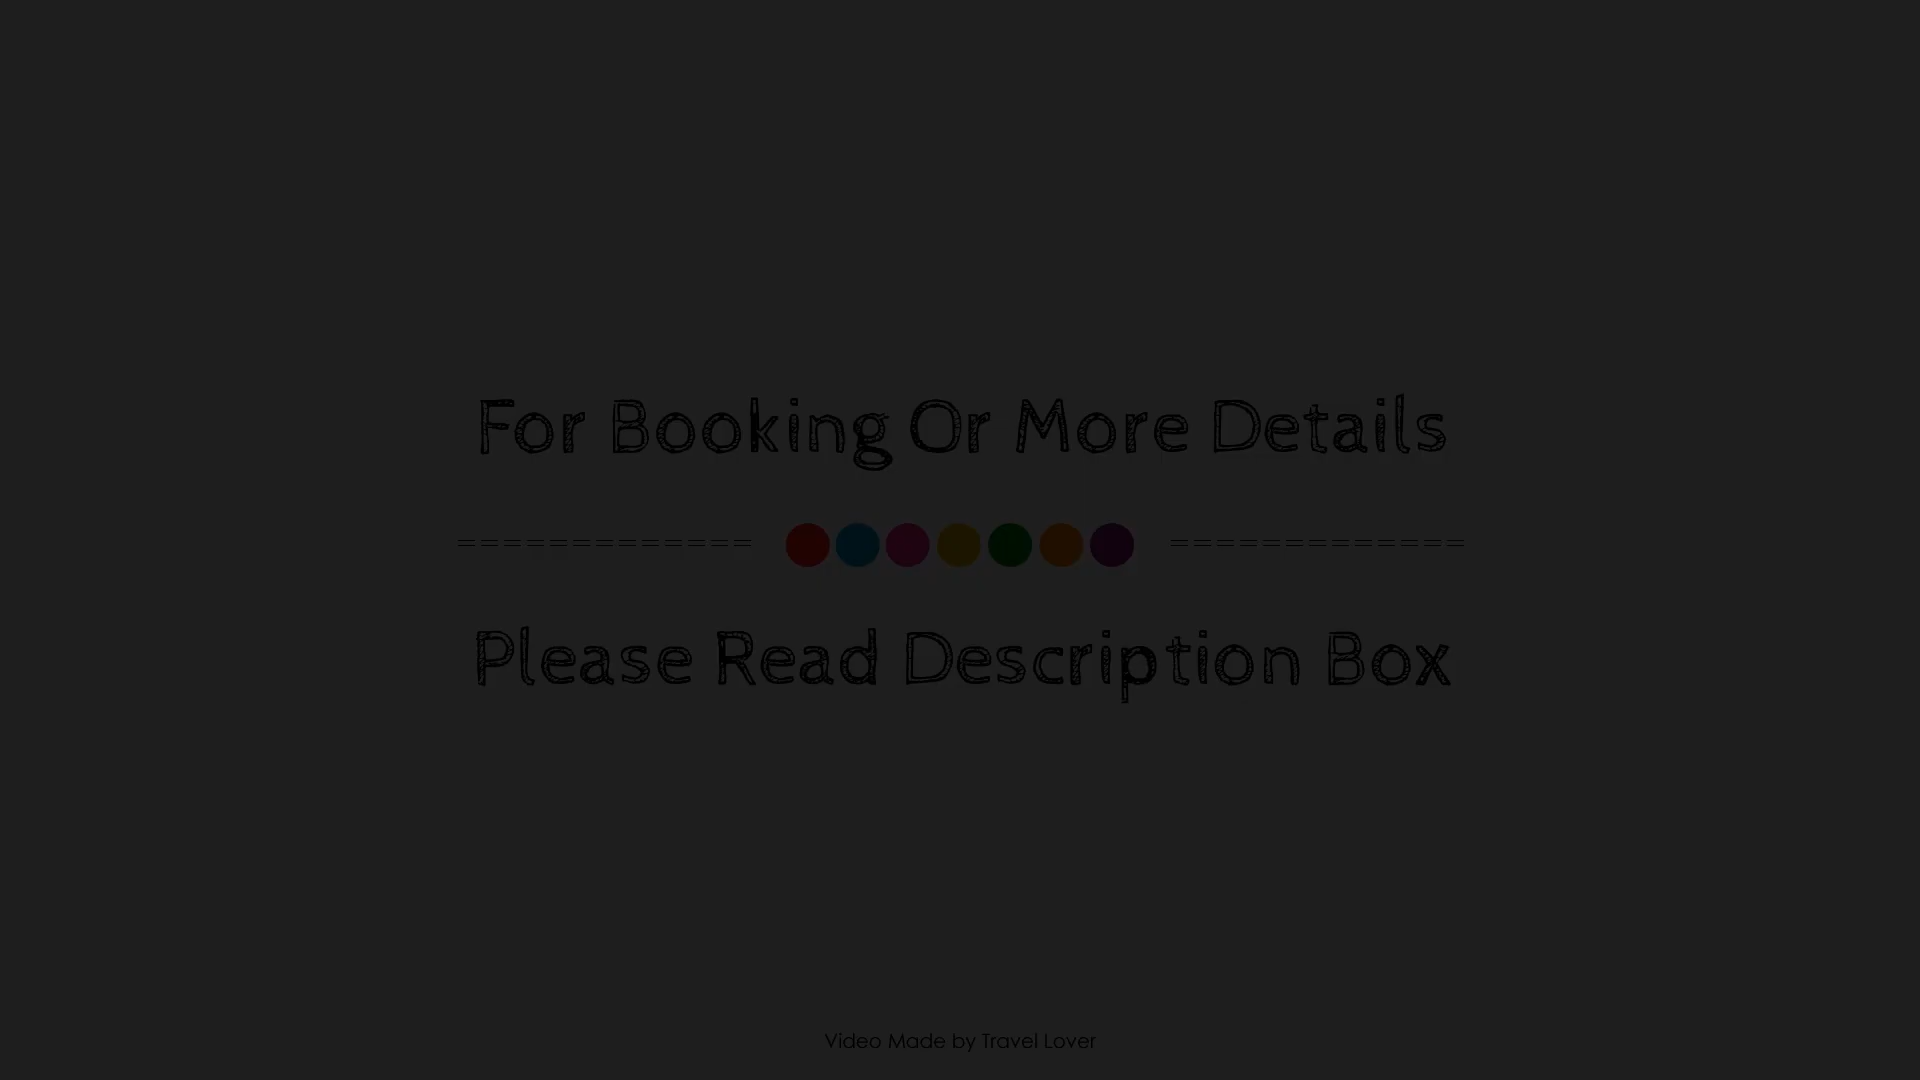 For Booking Or More Details
============= =============
Please Read Description Box
Video Made by Travel Lover